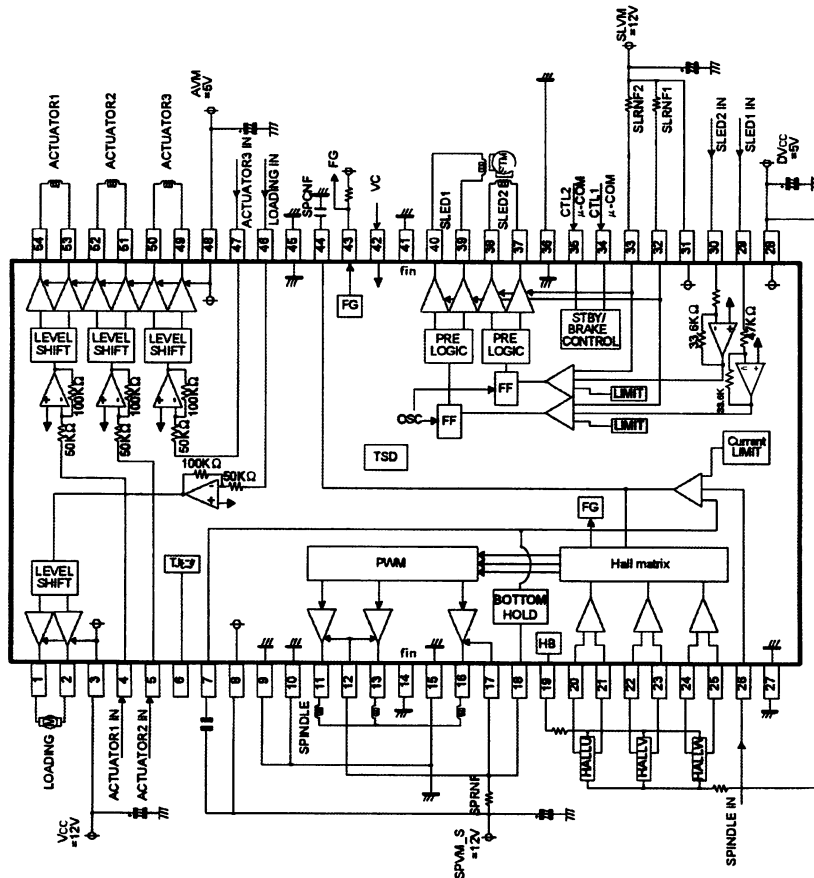 ACTUATOR1
ACTUATOR2
ACTUATOR3
AVM
=5V
ACTUATOR3 IN
LOADING IN
SPCNF
FG
VC
SLED1
SLED2
STM
CTL2
μ-COM
CTL1
μ-COM
SLVM
=12V
SLRNF2
SLRNF1
SLED2 IN
SLED1 IN
DVCC
=5V
54
53
52
51
50
49
48
47
46
45
44
43
42
41
40
39
38
37
36
35
34
33
32
31
30
29
28
fin
LEVEL
SHIFT
LEVEL
SHIFT
LEVEL
SHIFT
100KΩ
50KΩ
100KΩ
50KΩ
100KΩ
50KΩ
100KΩ
50KΩ
FG
PRE
LOGIC
PRE
LOGIC
STBY/
BRAKE
CONTROL
OSC
FF
FF
LIMIT
LIMIT
33.6KΩ
47KΩ
33.6K
TSD
Current
LIMIT
FG
LEVEL
SHIFT
PWM
Hall matrix
BOTTOM
HOLD
HB
fin
1
2
3
4
5
6
7
8
9
10
11
12
13
14
15
16
17
18
19
20
21
22
23
24
25
26
27
LOADING
M
VCC
=12V
ACTUATOR1 IN
ACTUATOR2 IN
SPINDLE
SPRNF
SPVM_S
=12V
HALLU
HALLV
HALLW
SPINDLE IN